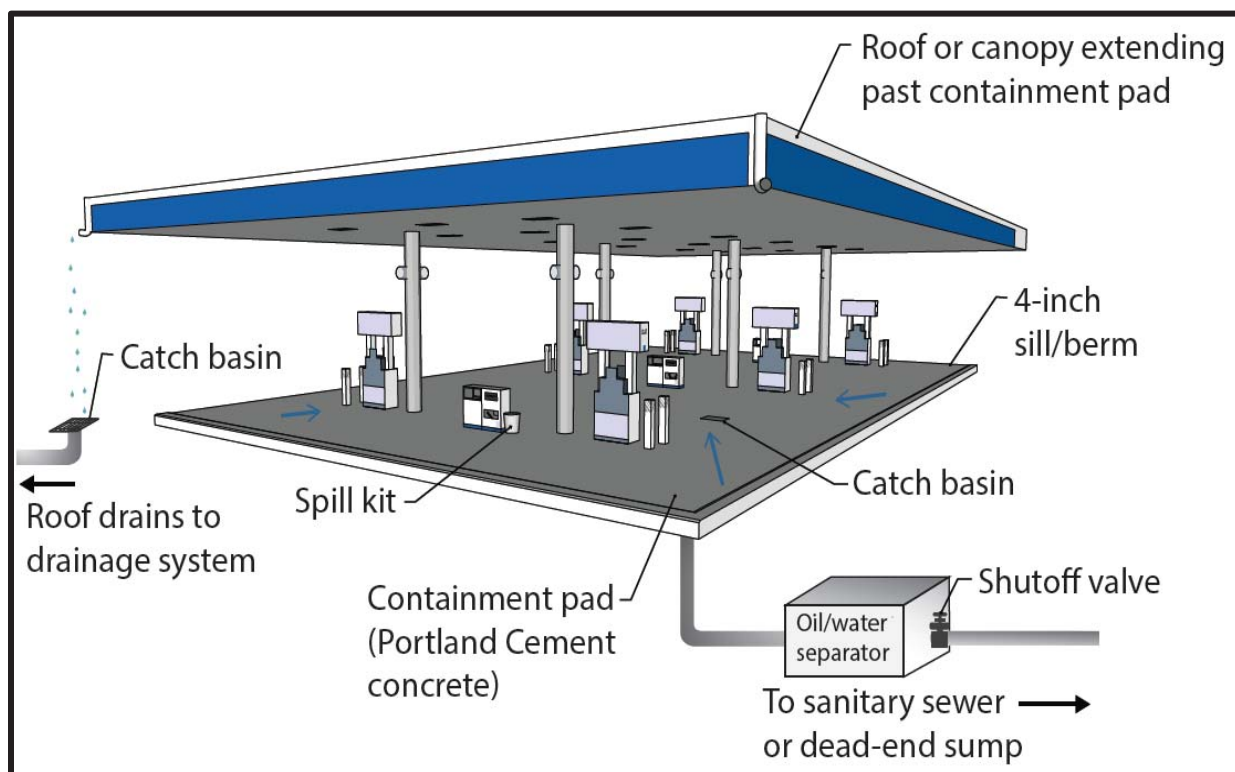 Roof or canopy extending
past containment pad
4-inch
sill/berm
Catch basin
Catch basin
Spill kit
Roof drains to
drainage system
Containment pad
(Portland Cement
concrete)
Shutoff valve
Oil/water
separator
To sanitary sewer
or dead-end sump